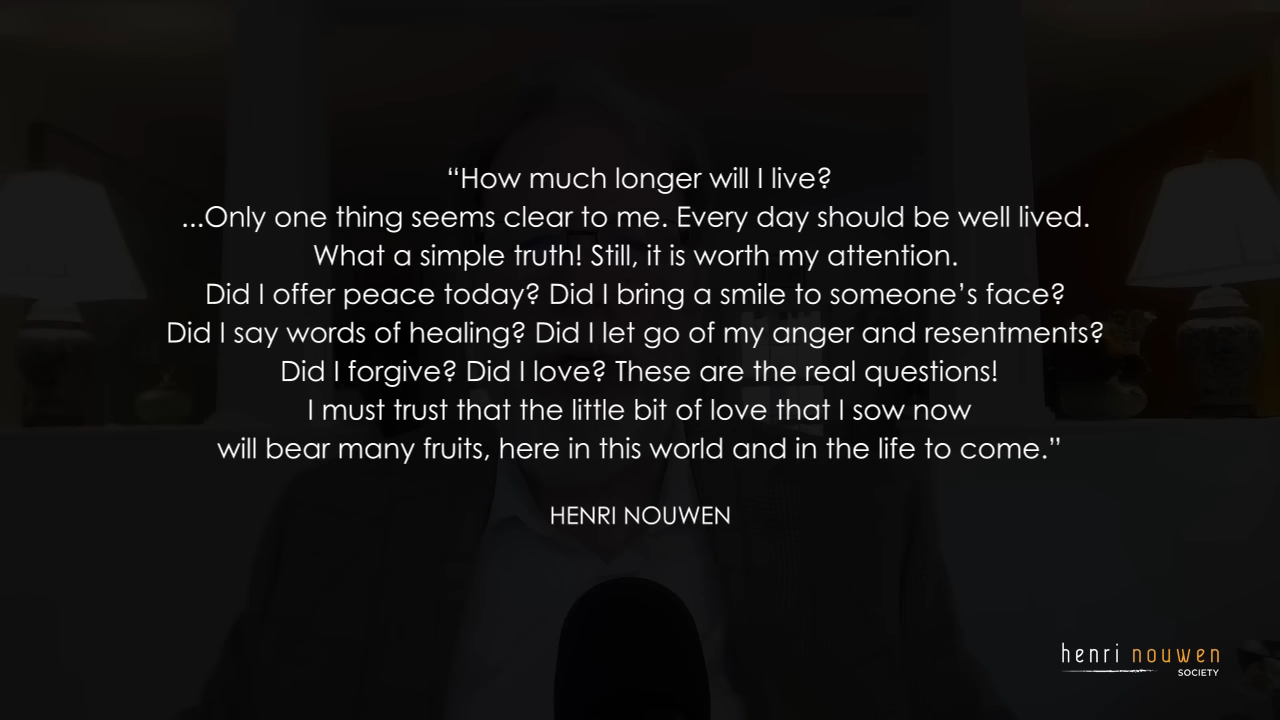 “How much longer will I live?
...Only one thing seems clear to me. Every day should be well lived.
What a simple truth! Still, it is worth my attention.
Did I offer peace today? Did I bring a smile to someone’s face?
Did I say words of healing? Did I let go of my anger and resentments?
Did I forgive? Did I love? These are the real questions!
I must trust that the little bit of love that I sow now
will bear many fruits, here in this world and in the life to come.”
HENRI NOUWEN
henri nouwen
SOCIETY